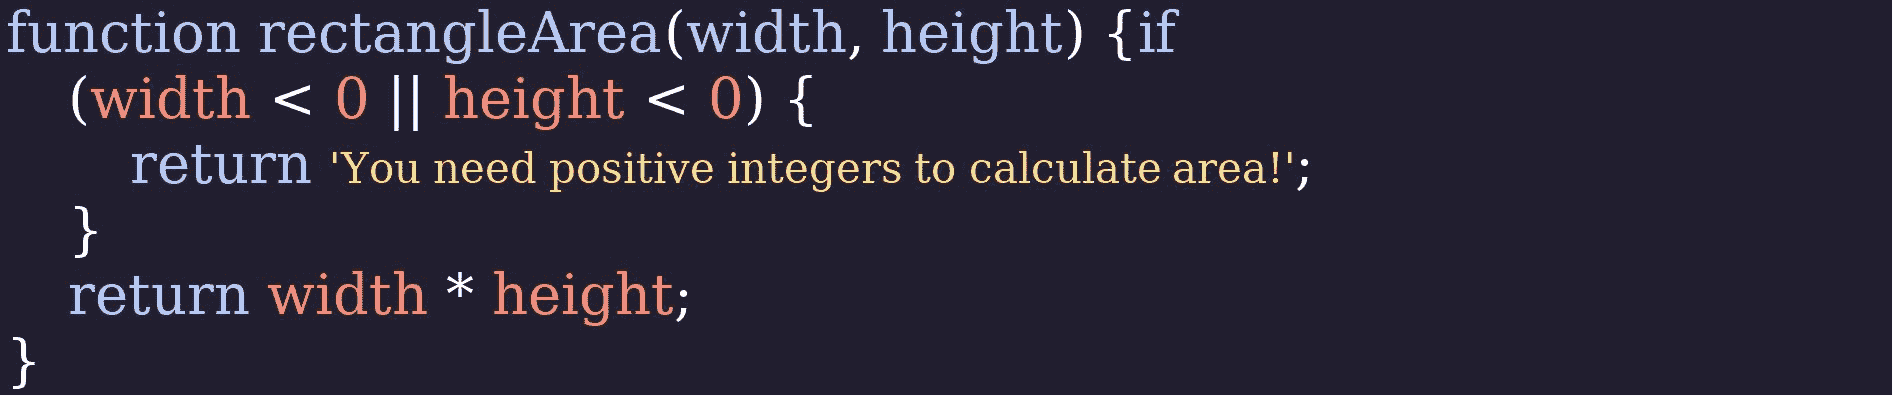 function rectangleArea(width, height) {if
(width < 0 || height < 0) {
return 'You need positive integers to calculate area!';
}
return width * height;
}